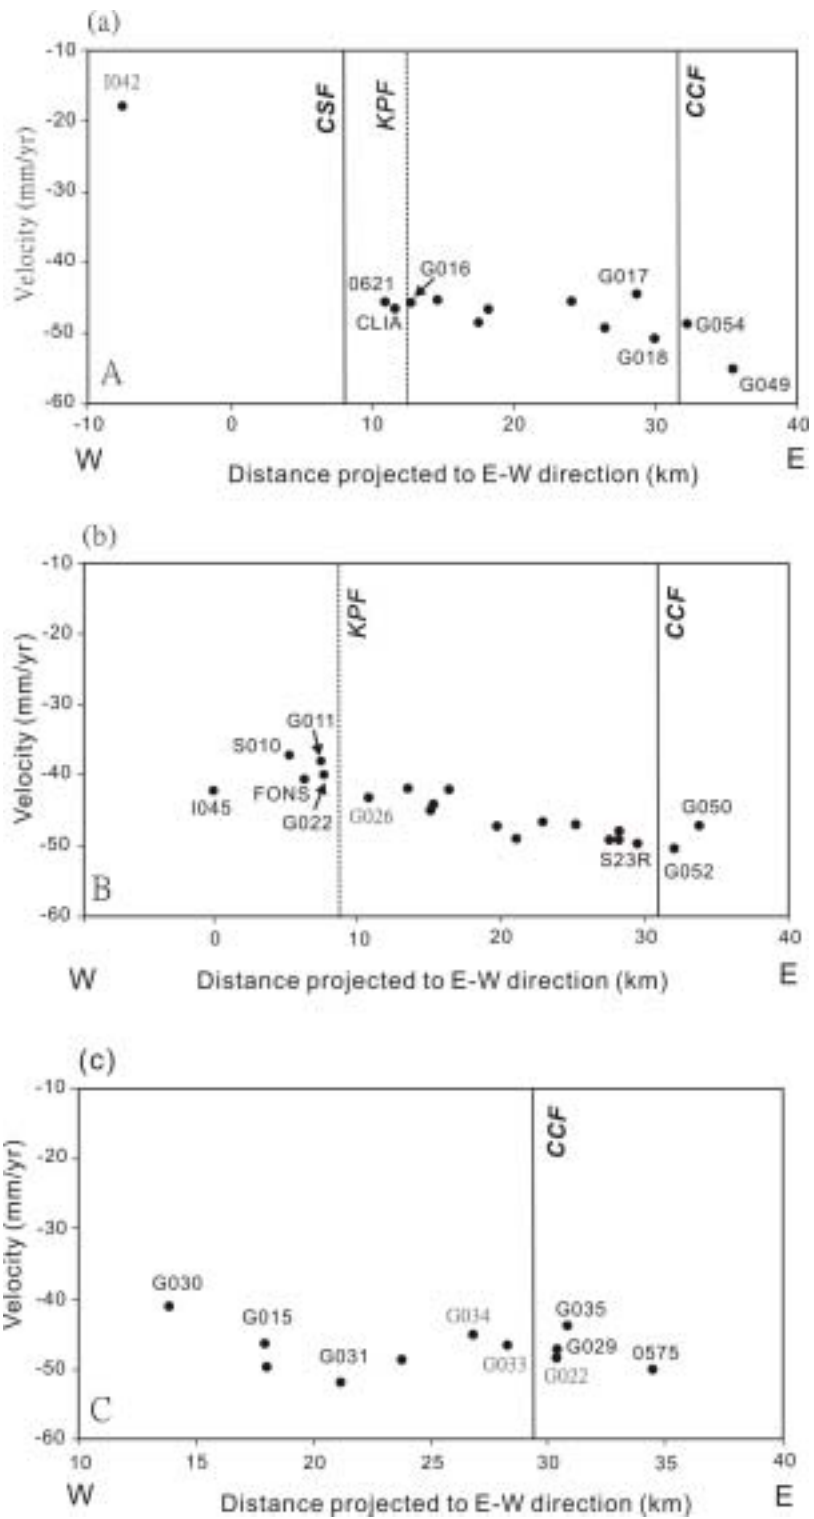 (a)
-10
I042
CSF
KPF
CCF
-20
-30
Velocity (mm/yr)
-40
0621
G016
G017
-50
CLIA
G054
G018
G049
A
-60
-10
0
10
20
30
40
W
E
Distance projected to E-W direction (km)
(b)
-10
KPF
CCF
-20
-30
Velocity (mm/yr)
G011
S010
-40
I045
FONS
G022
G026
G050
-50
S23R
G052
B
-60
0
10
20
30
40
W
E
Distance projected to E-W direction (km)
(c)
-10
CCF
-20
-30
Velocity (mm/yr)
G030
-40
G015
G034
G035
G031
G033
G029
0575
G022
-50
C
-60
10
15
20
25
30
35
40
W
E
Distance projected to E-W direction (km)